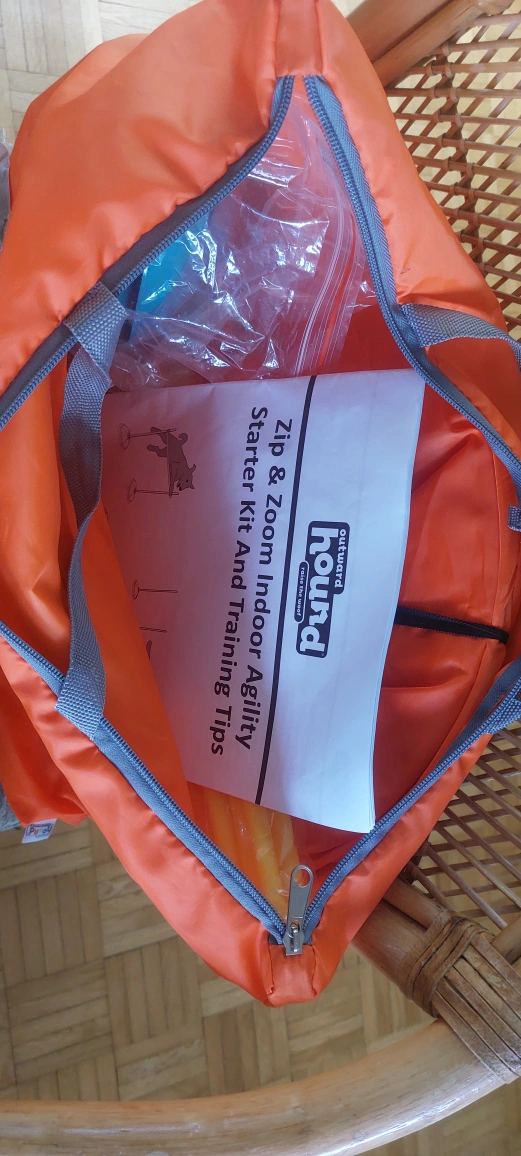 outward
hound
raise the woof
Zip & Zoom Indoor Agility
Starter Kit And Training Tips